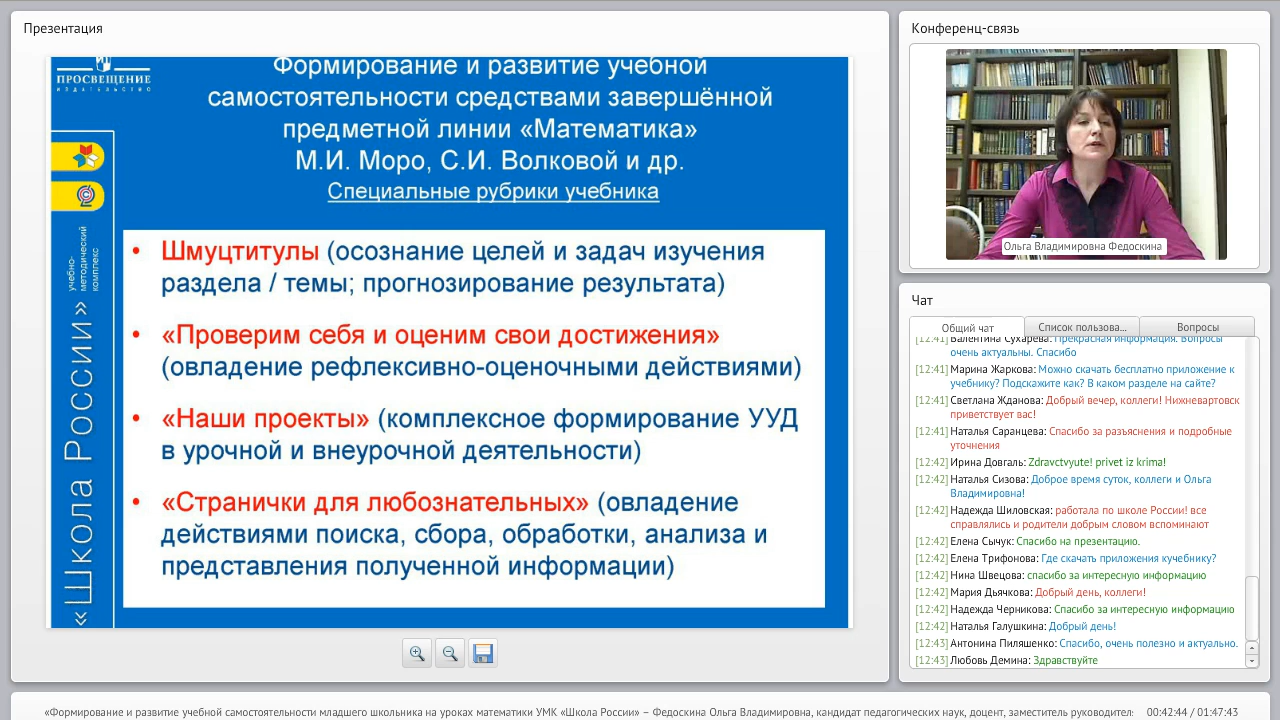 Презентация
ПРОСВЕЩЕНИЕ
ИЗДАТЕЛЬСТВО
Формирование и развитие учебной
самостоятельности средствами завершённой
предметной линии «Математика»
М.И. Моро, С.И. Волковой и др.
Специальные рубрики учебника
«Школа России»
учебно-
методический
комплекс
• Шмуцтитулы (осознание целей и задач изучения
раздела / темы; прогнозирование результата)
• «Проверим себя и оценим свои достижения»
(овладение рефлексивно-оценочными действиями)
• «Наши проекты» (комплексное формирование УУД
в урочной и внеурочной деятельности)
• «Странички для любознательных» (овладение
действиями поиска, сбора, обработки, анализа и
представления полученной информации)
Конференц-связь
Ольга Владимировна Федоскина
Чат
Общий чат
Список пользова...
Вопросы
[12:41] Валентина Сухарева: Прекрасная информация. Вопросы
очень актуальны. Спасибо
[12:41] Марина Жаркова: Можно скачать бесплатно приложение к
учебнику? Подскажите как? В каком разделе на сайте?
[12:41] Светлана Жданова: Добрый вечер, коллеги! Нижневартовск
приветствует вас!
[12:41] Наталья Саранцева: Спасибо за разъяснения и подробные
уточнения
[12:42] Ирина Довгаль: Zdravctvyute! privet iz krima!
[12:42] Наталья Сизова: Доброе время суток, коллеги и Ольга
Владимировна!
[12:42] Надежда Шиловская: работала по школе России! все
справлялись и родители добрым словом вспоминают
[12:42] Елена Сычук: Спасибо на презентацию.
[12:42] Елена Трифонова: Где скачать приложения кучебнику?
[12:42] Нина Швецова: спасибо за интересную информацию
[12:42] Мария Дьячкова: Добрый день, коллеги!
[12:42] Надежда Черникова: Спасибо за интересную информацию
[12:42] Наталья Галушкина: Добрый день!
[12:43] Антонина Пиляшенко: Спасибо, очень полезно и актуально.
[12:43] Любовь Демина: Здравствуйте
«Формирование и развитие учебной самостоятельности младшего школьника на уроках математики УМК «Школа России» – Федоскина Ольга Владимировна, кандидат педагогических наук, доцент, заместитель руководител
00:42:44 / 01:47:43